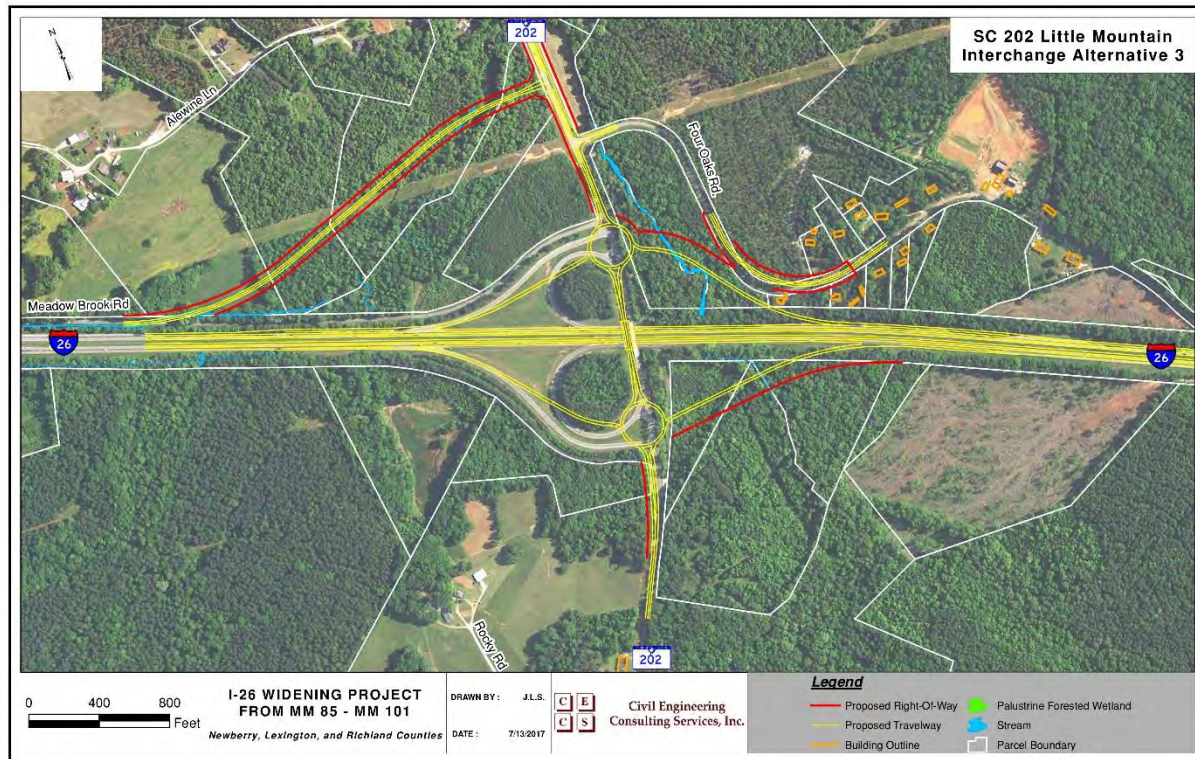 SC 202 Little Mountain
Interchange Alternative 3
N
202
Alewine Ln
Four Oaks Rd.
Meadow Brook Rd
26
26
Rocky Rd
202
0 400 800
Feet
I-26 WIDENING PROJECT
FROM MM 85 - MM 101
Newberry, Lexington, and Richland Counties
DRAWN BY : J.L.S.
DATE : 7/13/2017
C E
C S
Civil Engineering
Consulting Services, Inc.
Legend
Proposed Right-Of-Way
Proposed Travelway
Building Outline
Palustrine Forested Wetland
Stream
Parcel Boundary